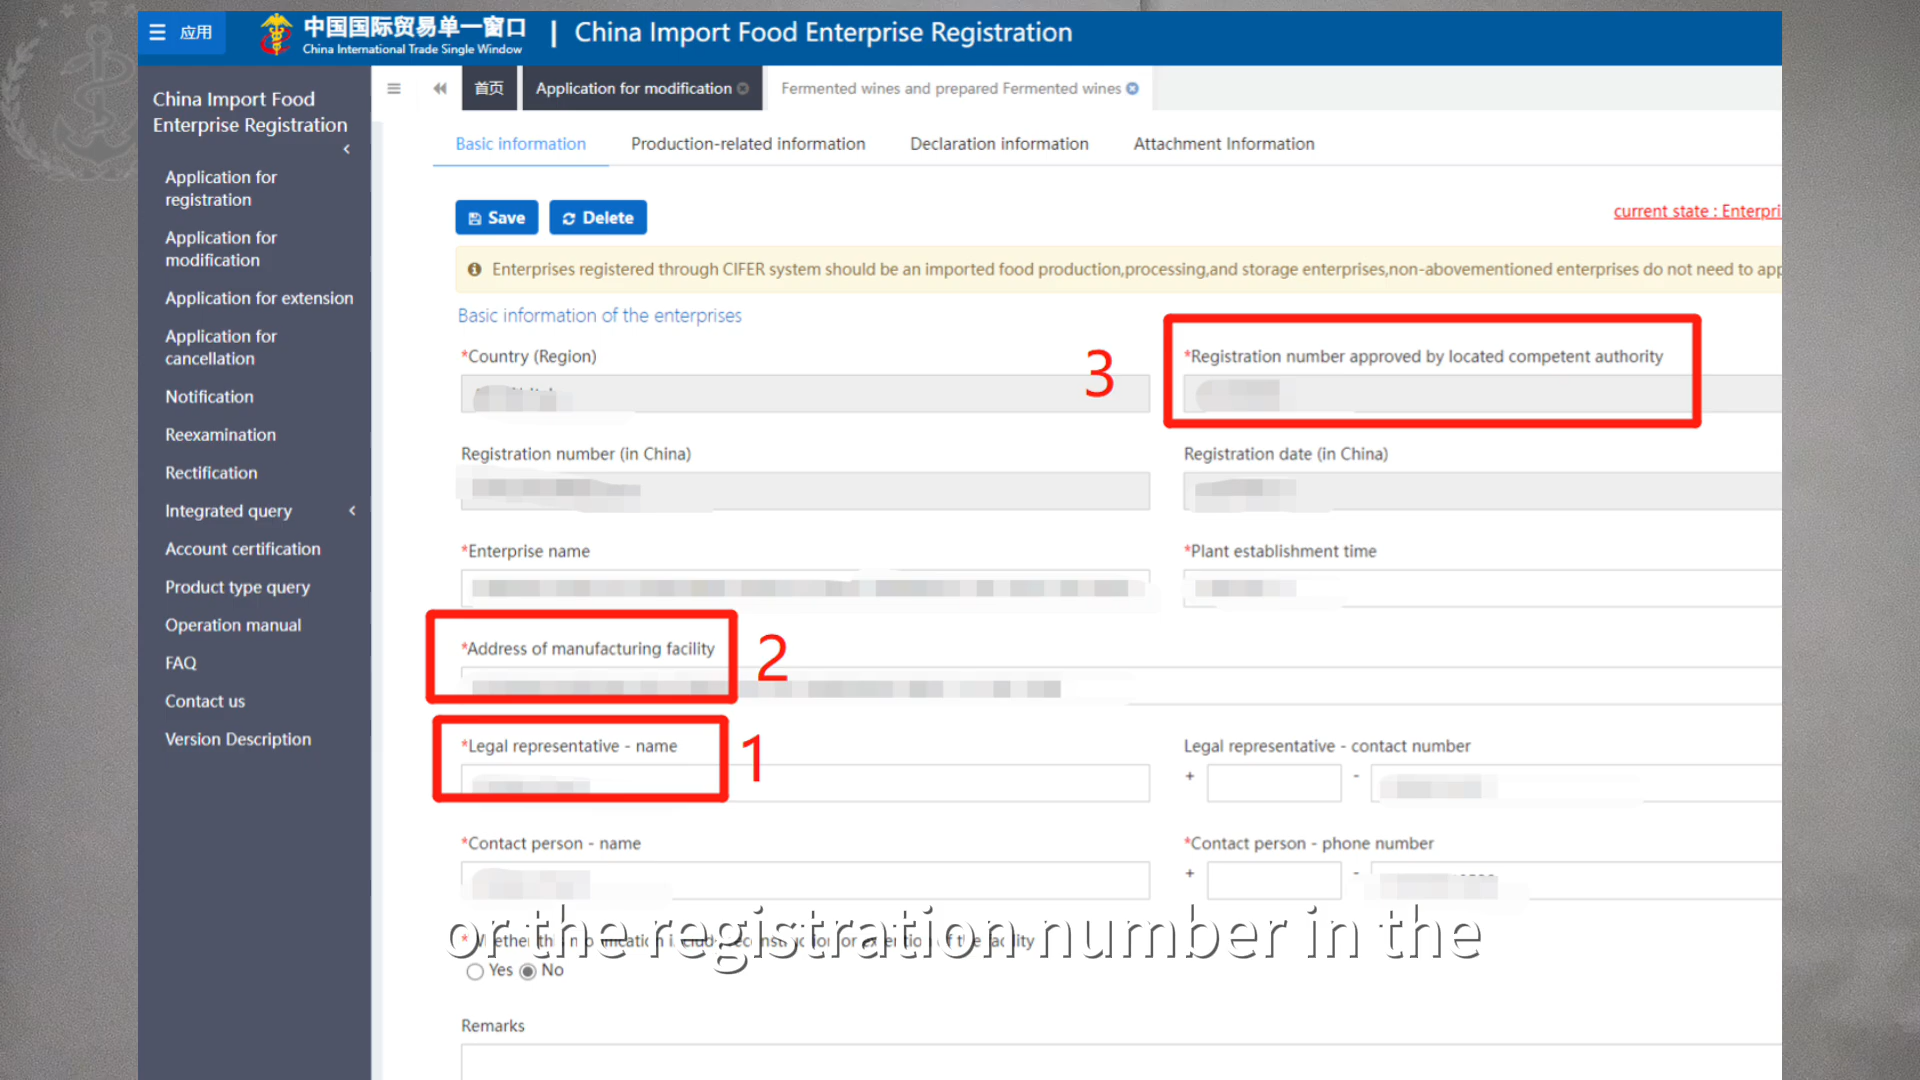 应用
中国国际贸易单一窗口
China International Trade Single Window
| China Import Food Enterprise Registration
China Import Food
Enterprise Registration
Application for
registration
Application for
modification
Application for extension
Application for
cancellation
Notification
Reexamination
Rectification
Integrated query
Account certification
Product type query
Operation manual
FAQ
Contact us
Version Description
首页
Application for modification
Fermented wines and prepared Fermented wines
Basic information
Production-related information
Declaration information
Attachment Information
Save
Delete
current state : Enterpri
Enterprises registered through CIFER system should be an imported food production,processing,and storage enterprises,non-abovementioned enterprises do not need to app
Basic information of the enterprises
*Country (Region)
3
*Registration number approved by located competent authority
Registration number (in China)
Registration date (in China)
*Enterprise name
*Plant establishment time
*Address of manufacturing facility
2
*Legal representative - name
1
Legal representative - contact number
+
-
*Contact person - name
*Contact person - phone number
+
-
or the registration number in the
of the facility
Yes
No
Remarks